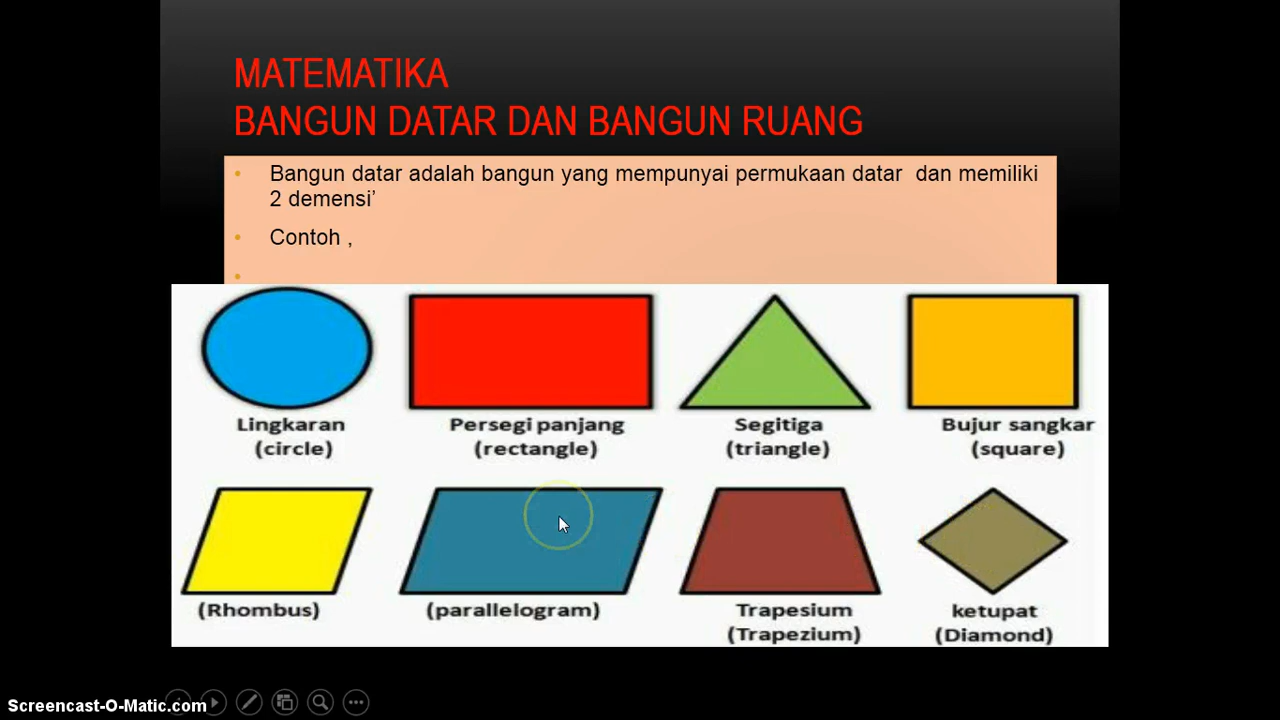 MATEMATIKA
BANGUN DATAR DAN BANGUN RUANG
• Bangun datar adalah bangun yang mempunyai permukaan datar dan memiliki
2 demensi’
• Contoh ,
•
Lingkaran
(circle)
Persegi panjang
(rectangle)
Segitiga
(triangle)
Bujur sangkar
(square)
(Rhombus)
(parallelogram)
Trapesium
(Trapezium)
ketupat
(Diamond)
Screencast-O-Matic.com